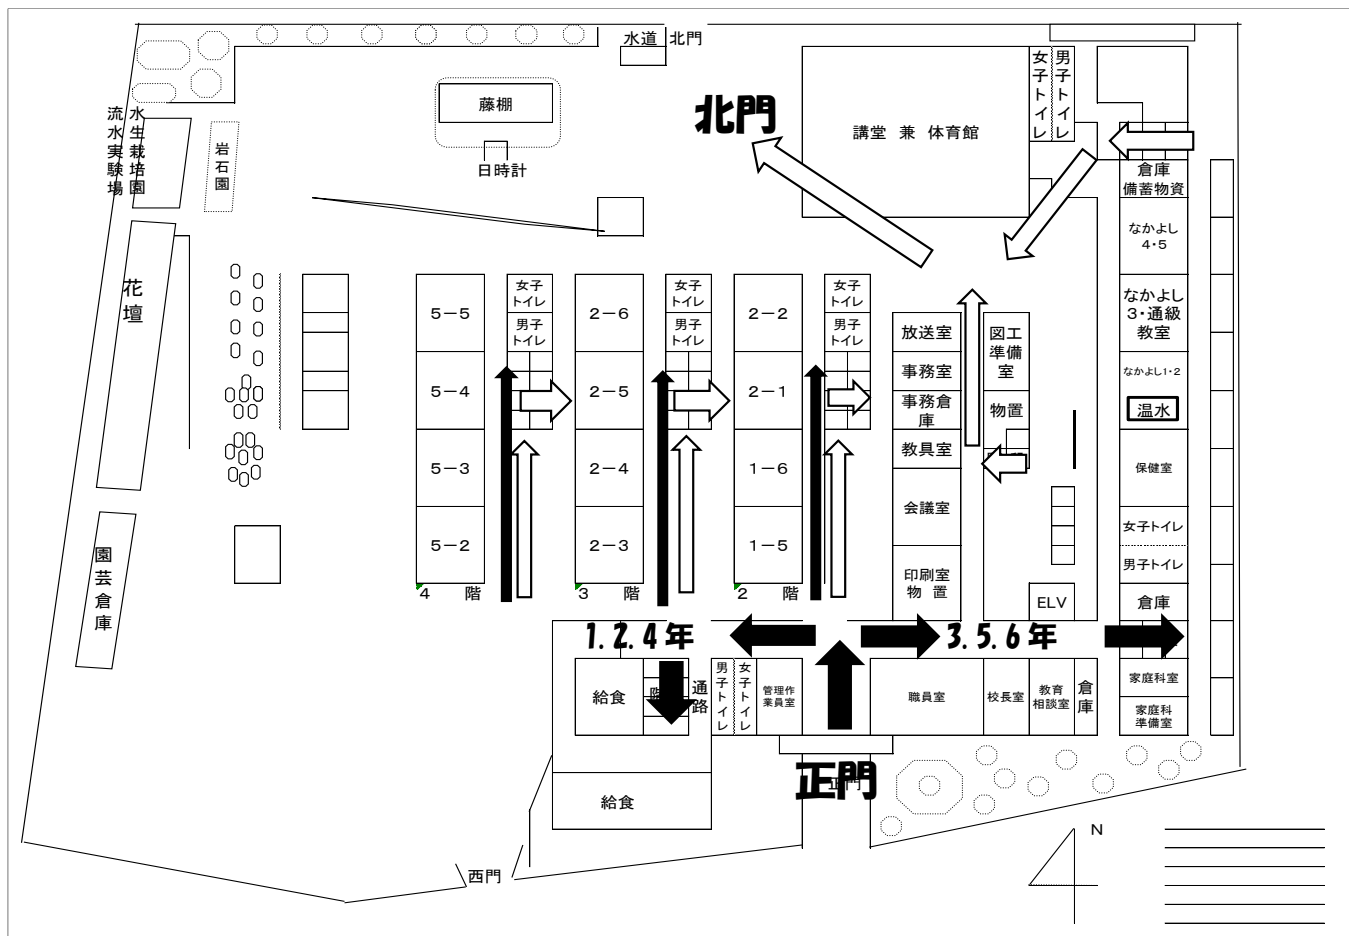 水道
北門
藤棚
日時計
北門
講堂 兼 体育館
女子トイレ
男子トイレ
流水実験場
水生栽培園
岩石園
花壇
園芸倉庫
倉庫
備蓄物資
なかよし
4・5
なかよし
3・通級
教室
なかよし1・2
温水
保健室
女子トイレ
男子トイレ
倉庫
家庭科室
家庭科
準備室
5－5
5－4
5－3
5－2
4 階
女子
トイレ
男子
トイレ
2－6
2－5
2－4
2－3
3 階
女子
トイレ
男子
トイレ
2－2
2－1
1－6
1－5
2 階
女子
トイレ
男子
トイレ
放送室
事務室
事務倉
庫
教具室
会議室
印刷室
物 置
図工
準備
室
物置
ELV
1.2.4年
3.5.6年
給食
通路
男子トイレ
女子トイレ
管理作
業員室
職員室
校長室
教育
相談室
倉庫
正門
正門
給食
西門
N